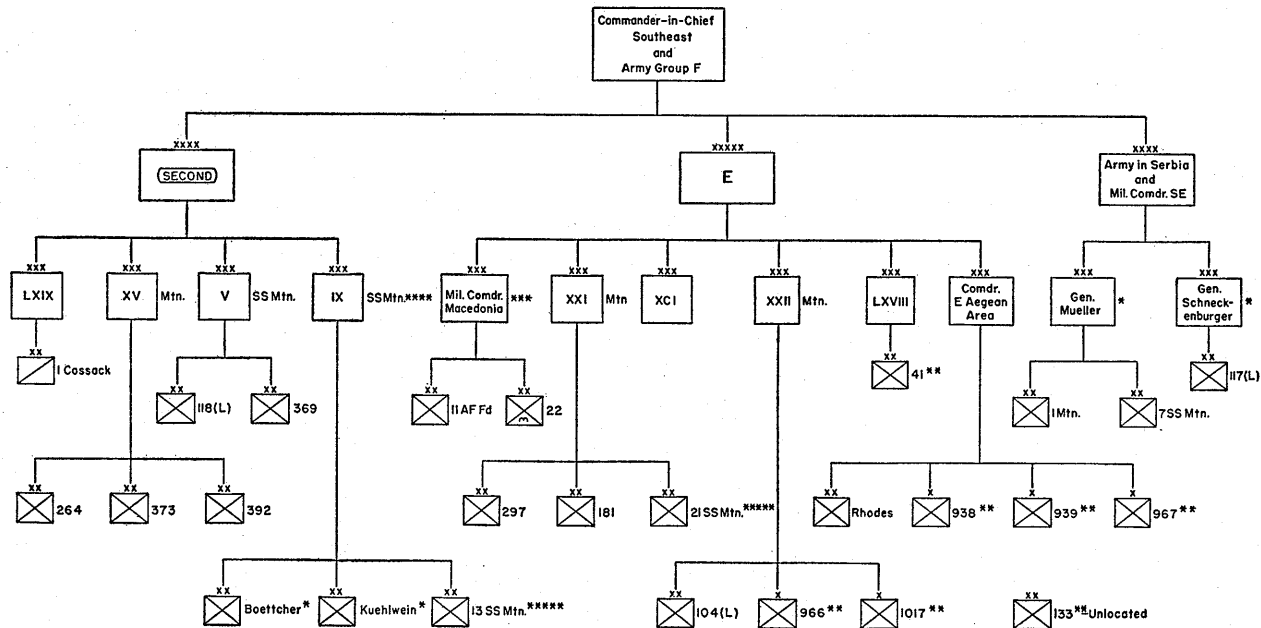 Commander-in-Chief
Southeast
and
Army Group F
xxxx
SECOND
xxxxx
E
xxxx
Army in Serbia
and
Mil. Comdr. SE
xxx
LXIX
xxx
XV
Mtn.
xxx
V
SS Mtn.
xxx
IX
SS Mtn.****
xxx
Mil. Comdr.
Macedonia
***
xxx
XXI
Mtn
xxx
XCI
xxx
XXII
Mtn.
xxx
LXVIII
xxx
Comdr.
E Aegean
Area
xxx
Gen.
Mueller
*
xxx
Gen.
Schneck-
enburger
*
xx
1 Cossack
xx
118(L)
xx
369
xx
11 AF Fd
xx
22
xx
41**
xx
1 Mtn.
xx
7 SS Mtn.
xx
117(L)
xx
264
xx
373
xx
392
xx
297
xx
181
xx
21 SS Mtn.*****
xx
Rhodes
x
938**
x
939**
x
967**
xx
Boettcher*
xx
Kuehlwein*
xx
13 SS Mtn.*****
xx
104(L)
x
966**
x
1017**
xx
133**-Unlocated